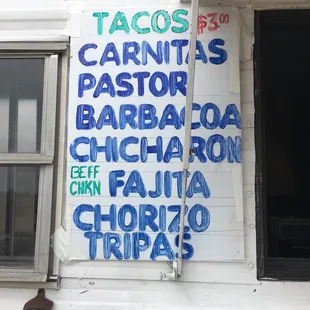 TACOS $3.00
CARNITAS
PASTOR
BARBACOA
CHICHARON
BEFF
CHKN FAJITA
CHORIZO
TRIPAS